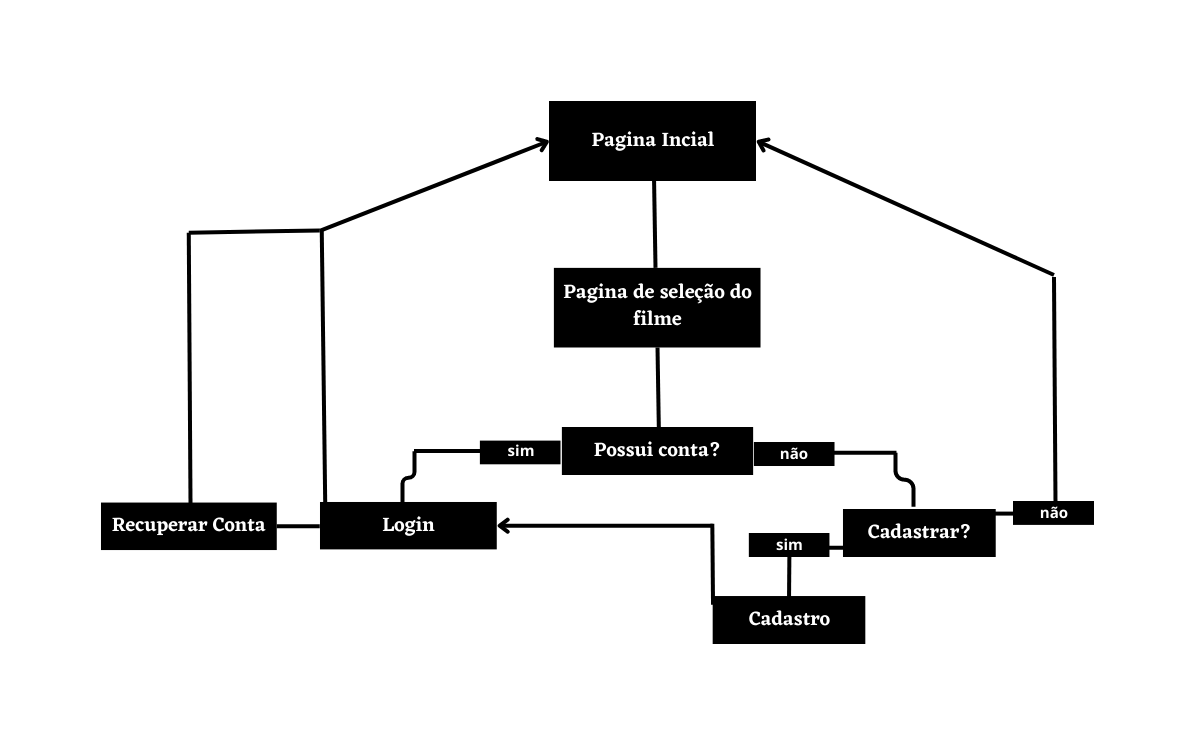 Pagina Incial
Pagina de seleção do
filme
sim
Possui conta?
não
Recuperar Conta
Login
Cadastrar?
não
sim
Cadastro